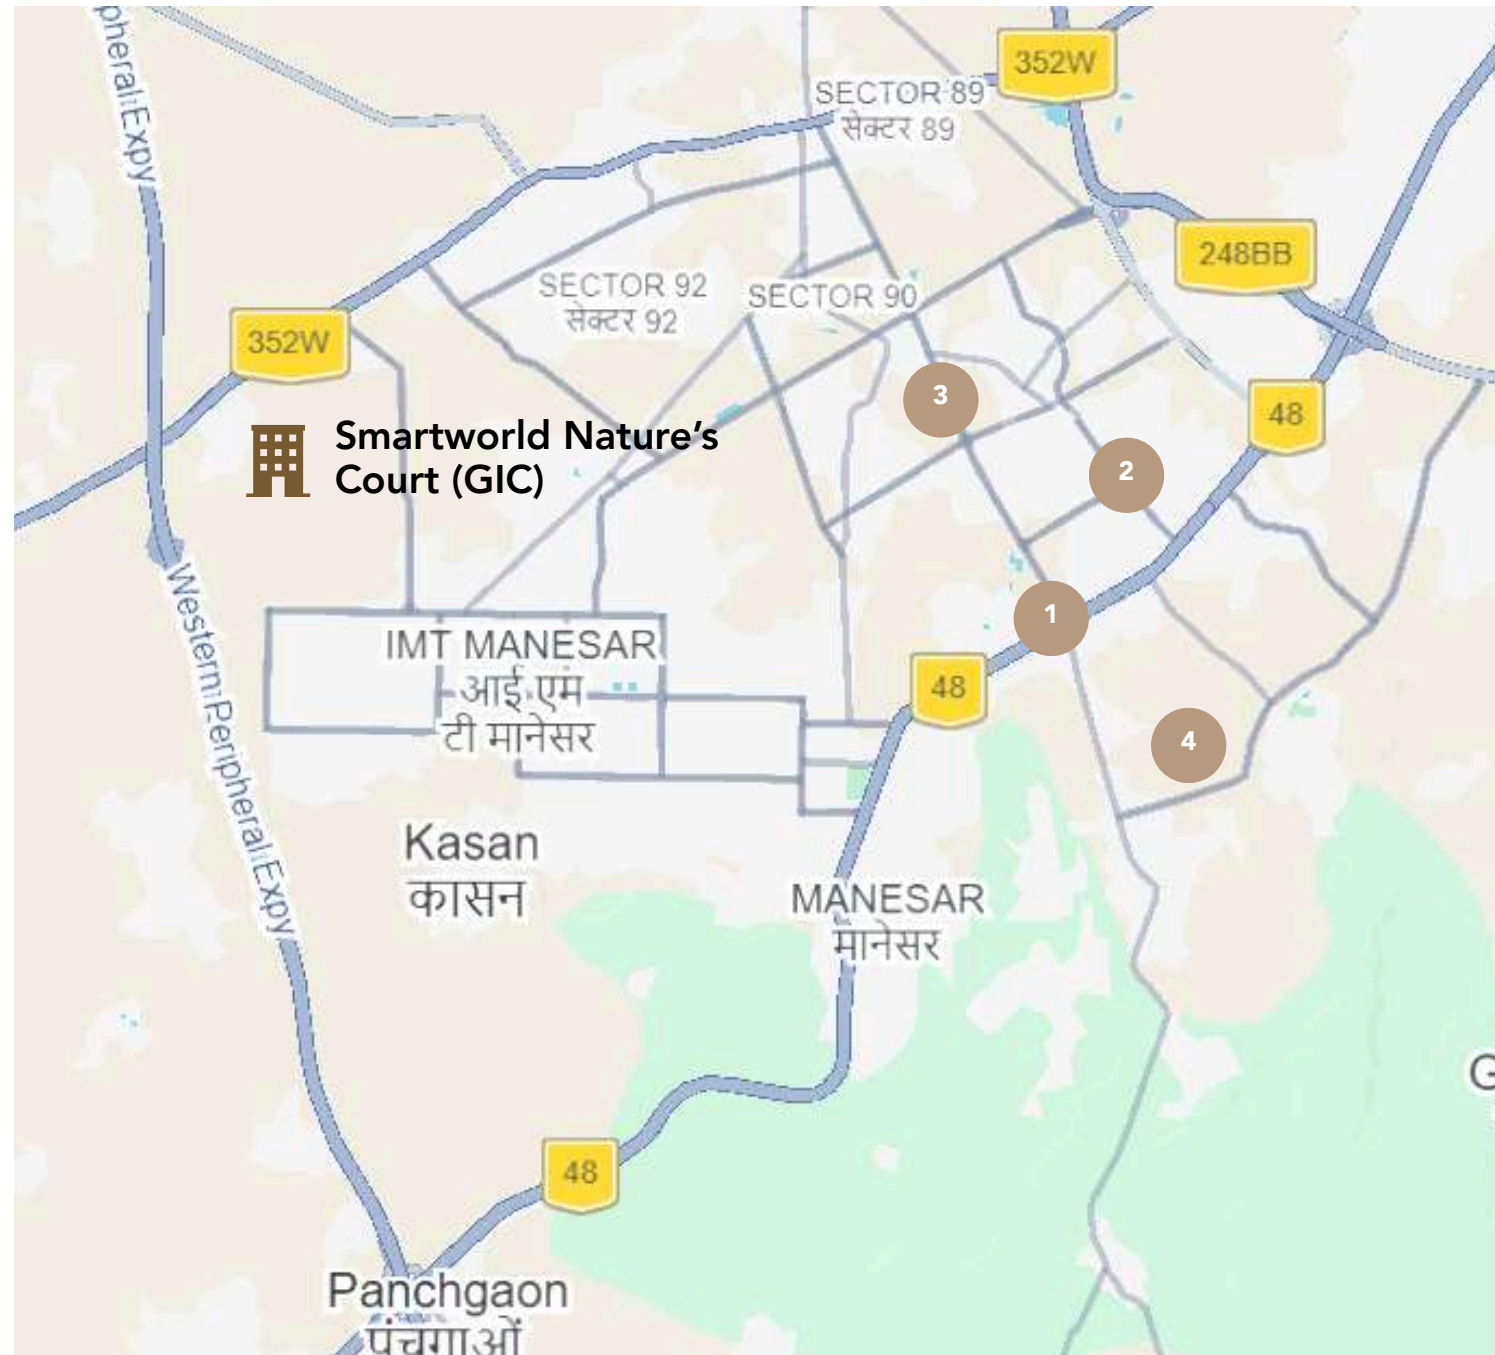 352W
SECTOR 89
सेक्टर 89
pheral Expy
248BB
SECTOR 92
सेक्टर 92
SECTOR 90
352W
3
48
Smartworld Nature’s
Court (GIC)
2
Western Peripheral Expy
1
IMT MANESAR
आई एम
टी मानेसर
48
4
Kasan
कासन
MANESAR
मानेसर
G
48
Panchgaon
पंचगाओं